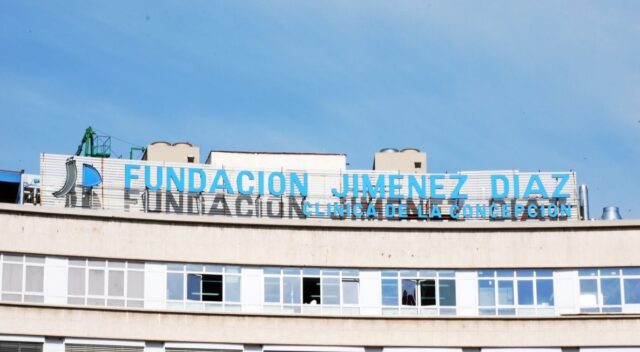 FUNDACION JIMENEZ DIAZ
CLINICA DE LA CONCEPCION